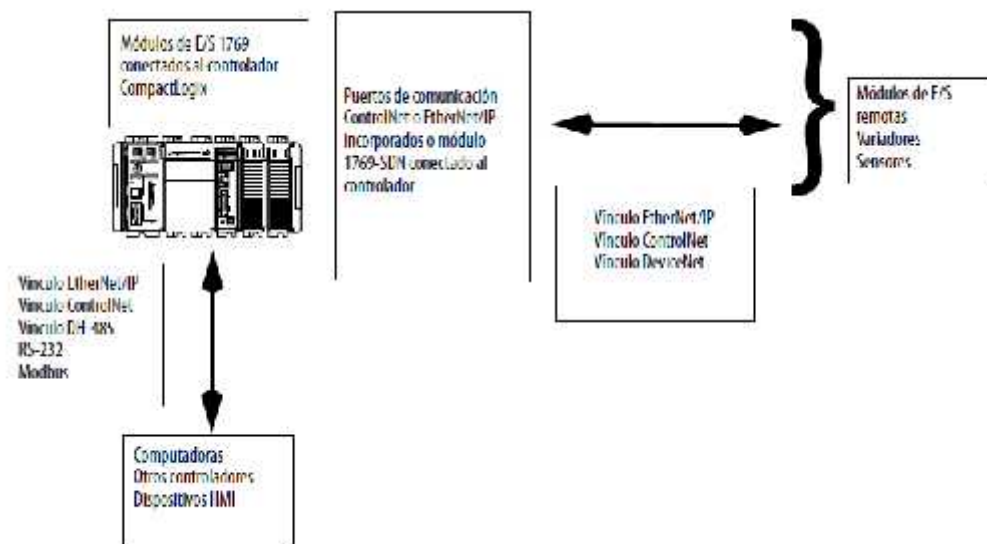 Módulos de E/S 1769
conectados al controlador
CompactLogix
Puertos de comunicación
ControlNet o EtherNet/IP
incorporados o módulo
1769-SDN conectado al
controlador
Módulos de E/S
remotas
Variadores
Sensores
Vínculo EtherNet/IP
Vínculo ControlNet
Vínculo DeviceNet
Vínculo EtherNet/IP
Vínculo ControlNet
Vínculo DH-485
RS-232
Modbus
Computadoras
Otros controladores
Dispositivos HMI